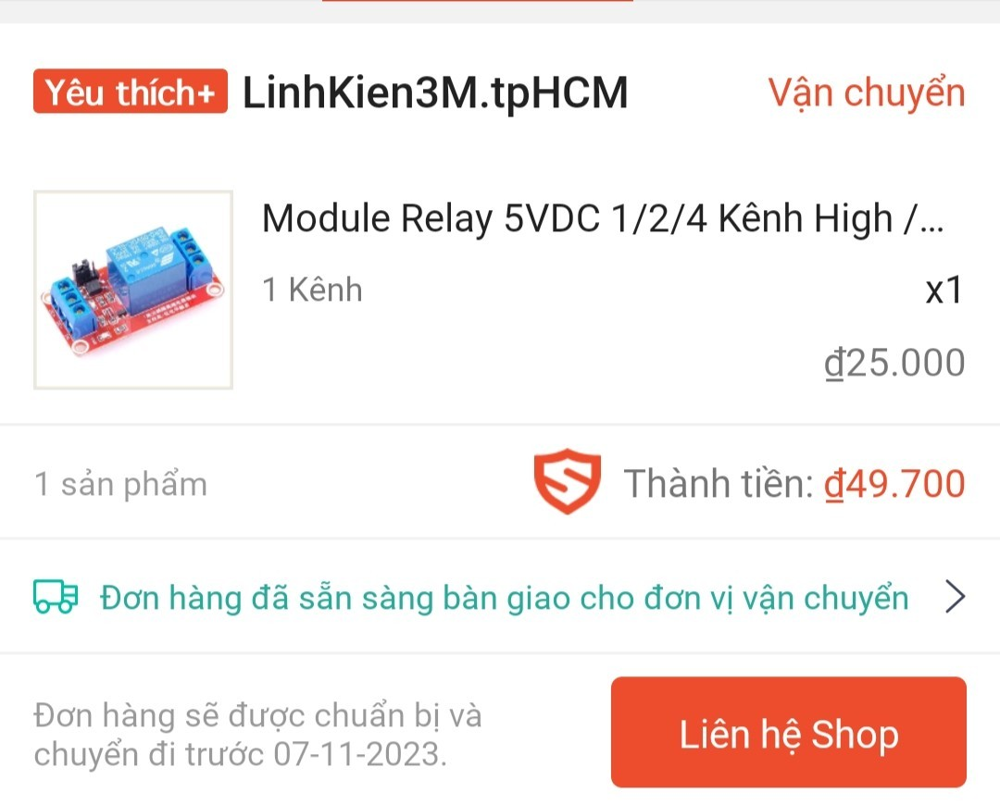 Yêu thích+ LinhKien3M.tpHCM Vận chuyển
Module Relay 5VDC 1/2/4 Kênh High /...
1 Kênh x1
₫25.000
1 sản phẩm Thành tiền: ₫49.700
Đơn hàng đã sẵn sàng bàn giao cho đơn vị vận chuyển
Đơn hàng sẽ được chuẩn bị và
chuyển đi trước 07-11-2023.
Liên hệ Shop